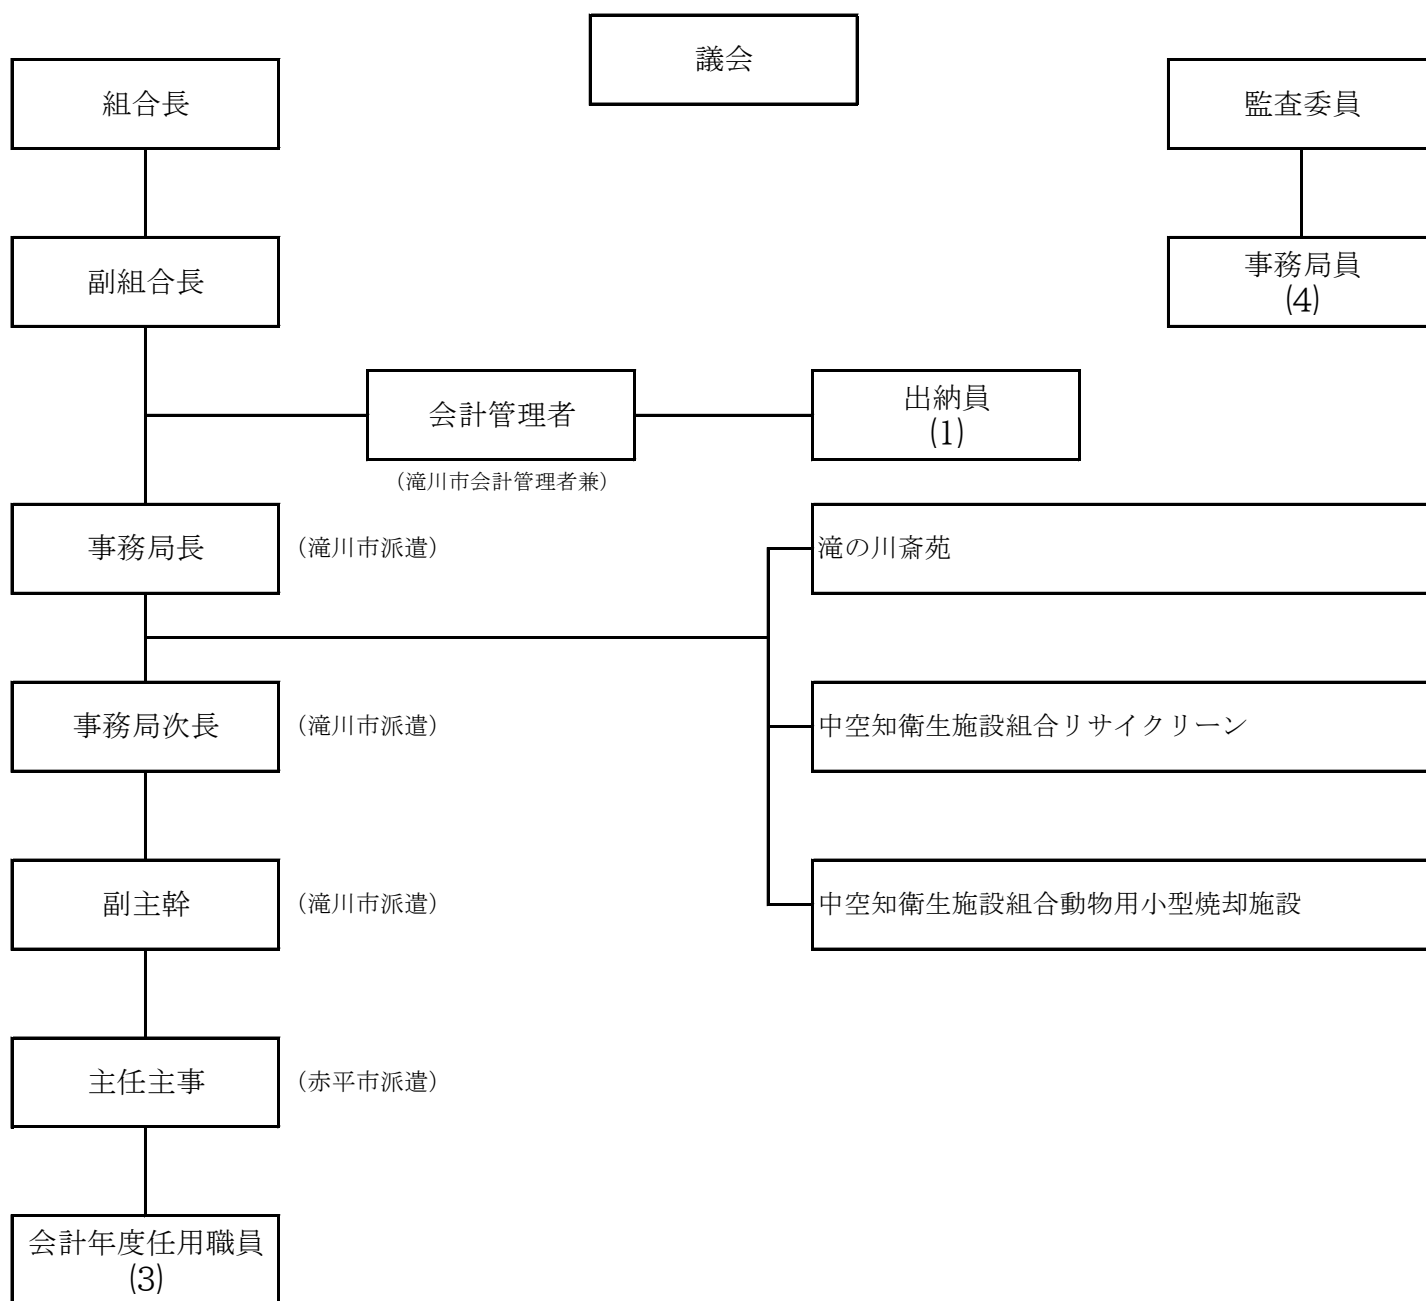 議会
組合長
監査委員
副組合長
事務局員
(4)
会計管理者
出納員
(1)
（滝川市会計管理者兼）
事務局長
（滝川市派遣）
滝の川斎苑
事務局次長
（滝川市派遣）
中空知衛生施設組合リサイクリーン
副主幹
（滝川市派遣）
中空知衛生施設組合動物用小型焼却施設
主任主事
（赤平市派遣）
会計年度任用職員
(3)